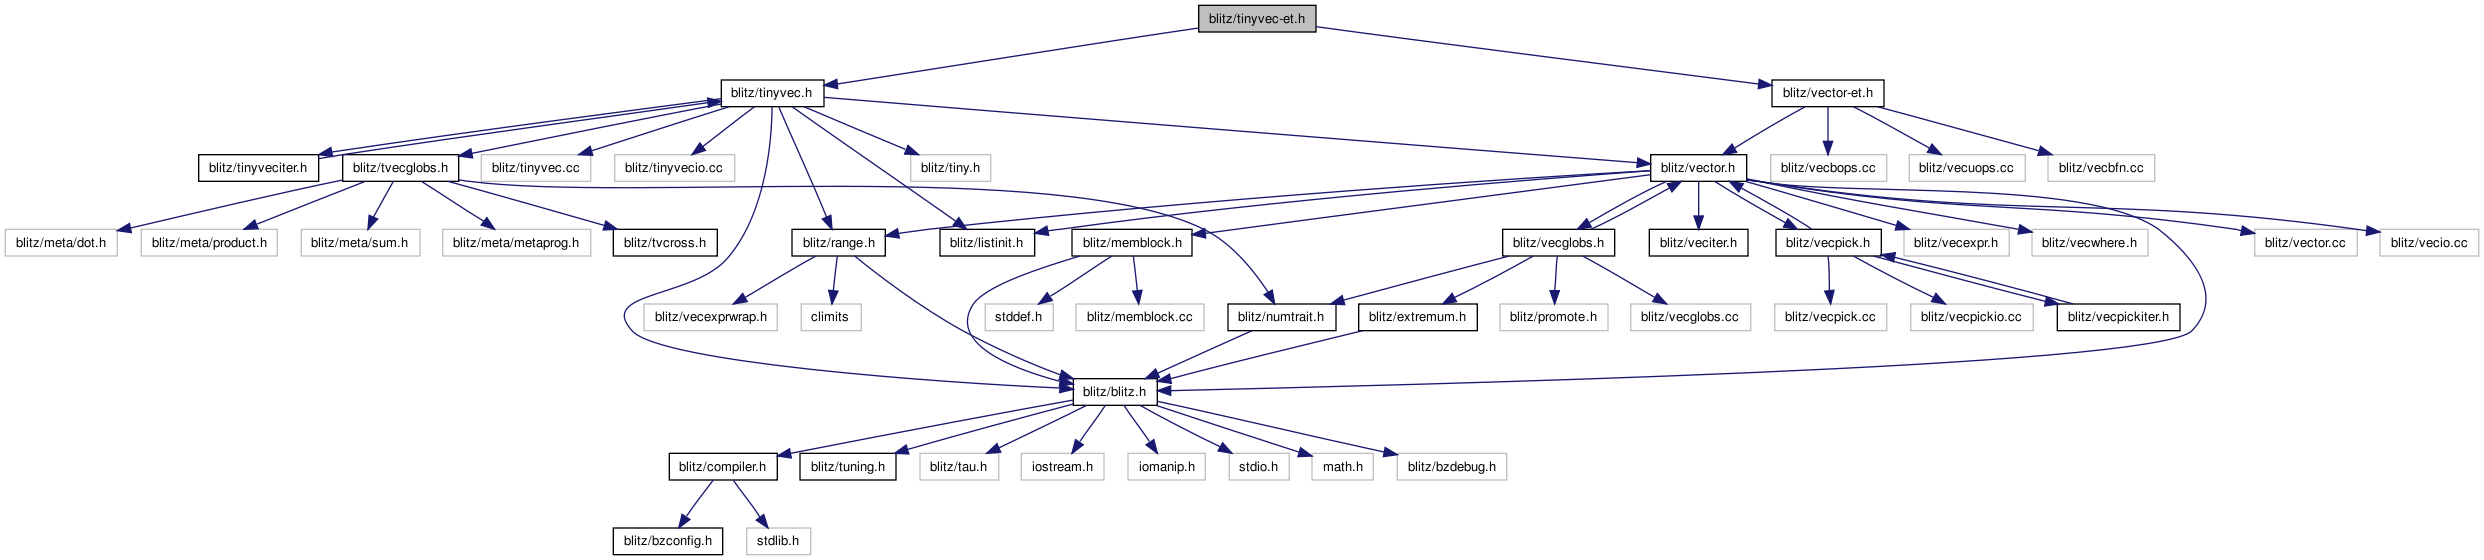 blitz/tinyvec-et.h
blitz/tinyvec.h
blitz/vector-et.h
blitz/tinyveciter.h
blitz/tvecglobs.h
blitz/tinyvec.cc
blitz/tinyvecio.cc
blitz/tiny.h
blitz/vector.h
blitz/vecbops.cc
blitz/vecuops.cc
blitz/vecbfn.cc
blitz/meta/dot.h
blitz/meta/product.h
blitz/meta/sum.h
blitz/meta/metaprog.h
blitz/tvcross.h
blitz/range.h
blitz/listinit.h
blitz/memblock.h
blitz/vecglobs.h
blitz/veciter.h
blitz/vecpick.h
blitz/vecexpr.h
blitz/vecwhere.h
blitz/vector.cc
blitz/vecio.cc
blitz/vecexprwrap.h
climits
stddef.h
blitz/memblock.cc
blitz/numtrait.h
blitz/extremum.h
blitz/promote.h
blitz/vecglobs.cc
blitz/vecpick.cc
blitz/vecpickio.cc
blitz/vecpickiter.h
blitz/blitz.h
blitz/compiler.h
blitz/tuning.h
blitz/tau.h
iostream.h
iomanip.h
stdio.h
math.h
blitz/bzdebug.h
blitz/bzconfig.h
stdlib.h